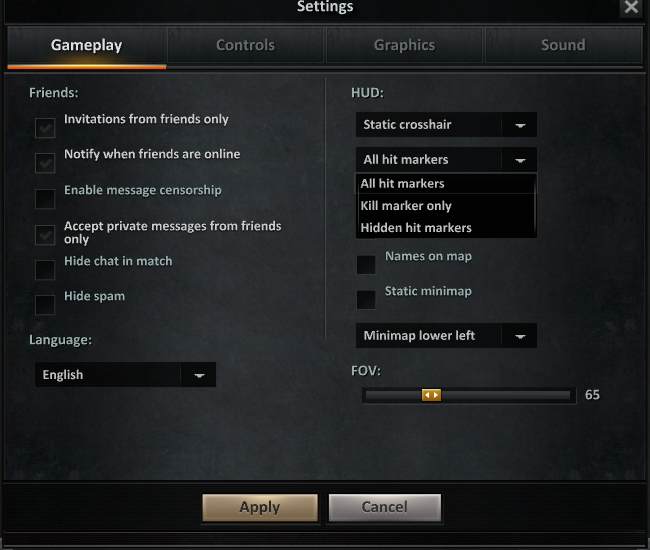 Settings
Gameplay
Controls
Graphics
Sound
Friends:
Invitations from friends only
Notify when friends are online
Enable message censorship
Accept private messages from friends
only
Hide chat in match
Hide spam
Language:
English
HUD:
Static crosshair
All hit markers
All hit markers
Kill marker only
Hidden hit markers
Names on map
Static minimap
Minimap lower left
FOV:
65
Apply
Cancel